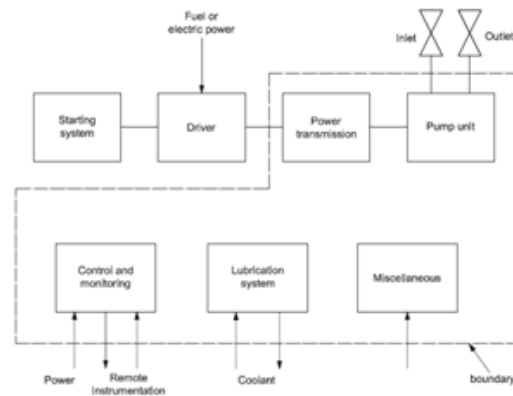 Fuel or
electric power
Inlet
Outlet
Starting
system
Driver
Power
transmission
Pump unit
Control and
monitoring
Lubrication
system
Miscellaneous
Power
Remote
Instrumentation
Coolant
boundary